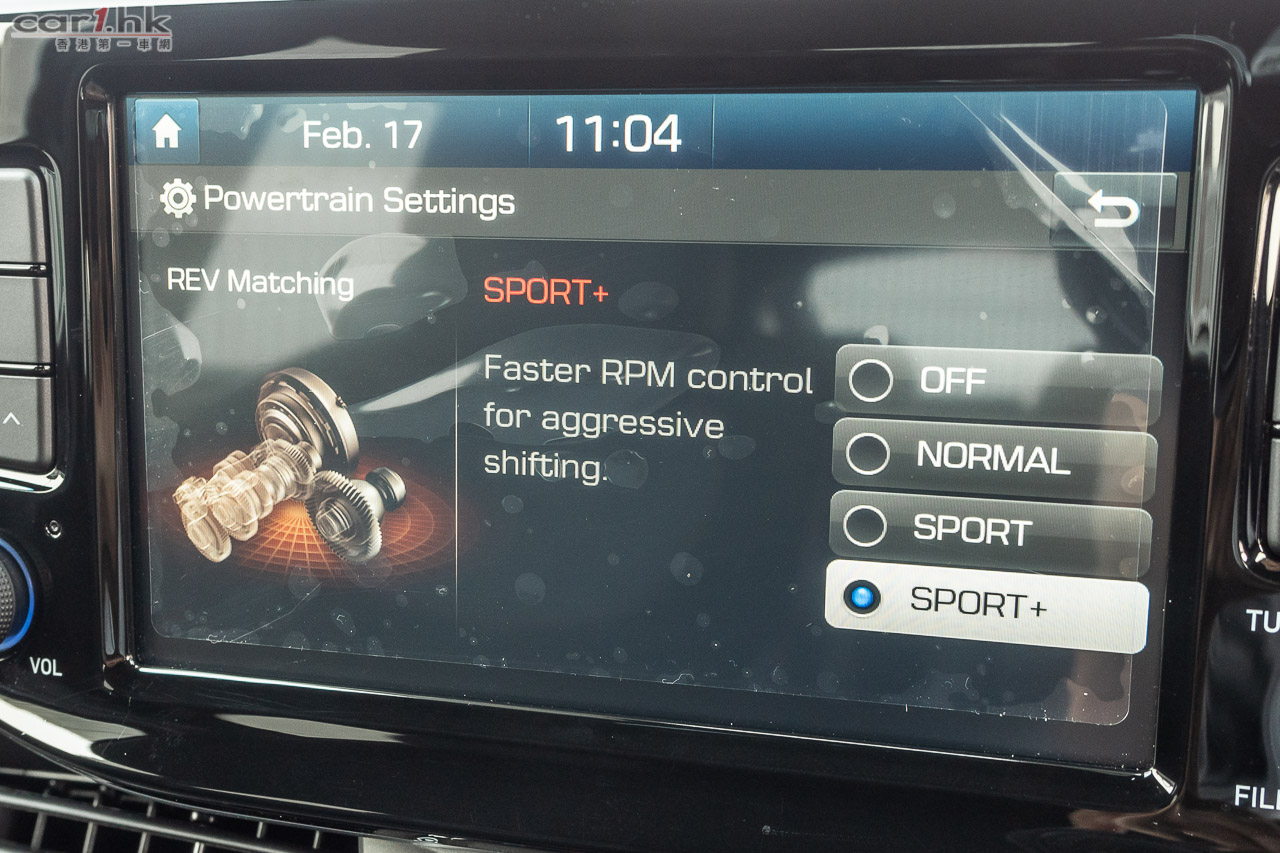 car1.hk
香港第一車網
Feb. 17
11:04
Powertrain Settings
REV Matching
SPORT+
Faster RPM control
for aggressive
shifting.
OFF
NORMAL
SPORT
SPORT+
VOL
TU
FIL